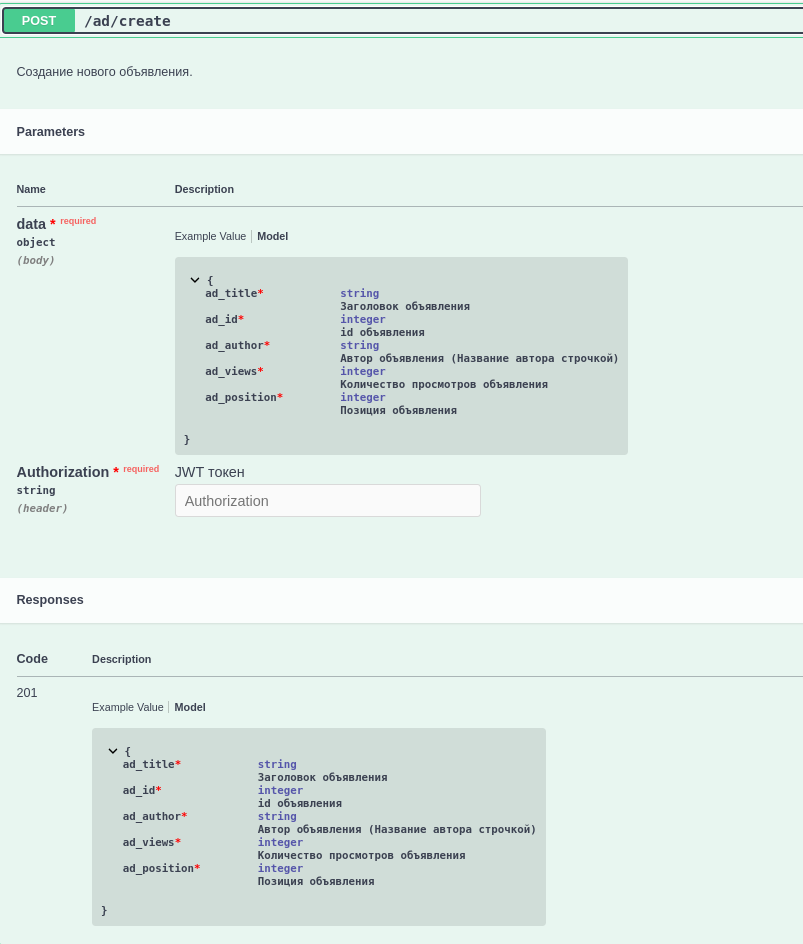 POST /ad/create
Создание нового объявления.
Parameters
Name Description
data * required
object
(body)
Example Value Model
{
ad_title* string
Заголовок объявления
ad_id* integer
id объявления
ad_author* string
Автор объявления (Название автора строчкой)
ad_views* integer
Количество просмотров объявления
ad_position* integer
Позиция объявления
}
Authorization * required
string
(header)
JWT токен
Authorization
Responses
Code Description
201
Example Value Model
{
ad_title* string
Заголовок объявления
ad_id* integer
id объявления
ad_author* string
Автор объявления (Название автора строчкой)
ad_views* integer
Количество просмотров объявления
ad_position* integer
Позиция объявления
}